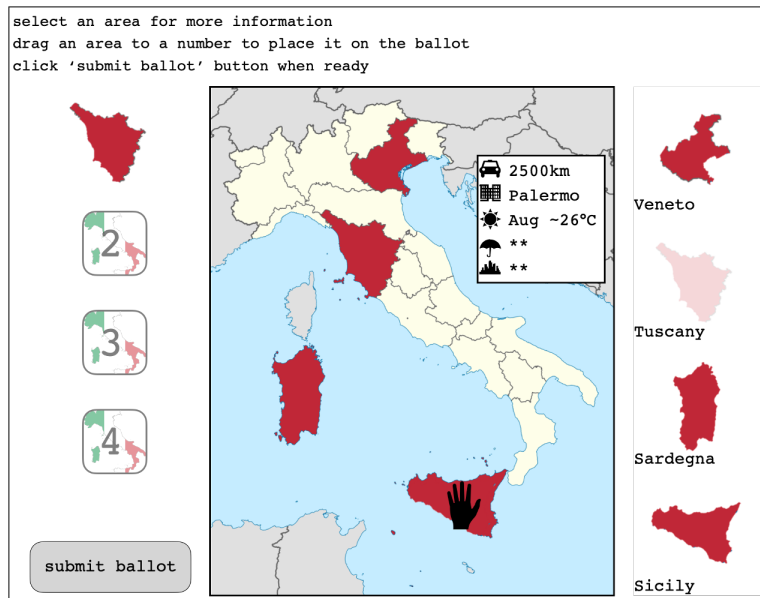 select an area for more information
drag an area to a number to place it on the ballot
click ‘submit ballot’ button when ready
2500km
Palermo
Aug ~26°C
**
**
2
3
4
submit ballot
Veneto
Tuscany
Sardegna
Sicily